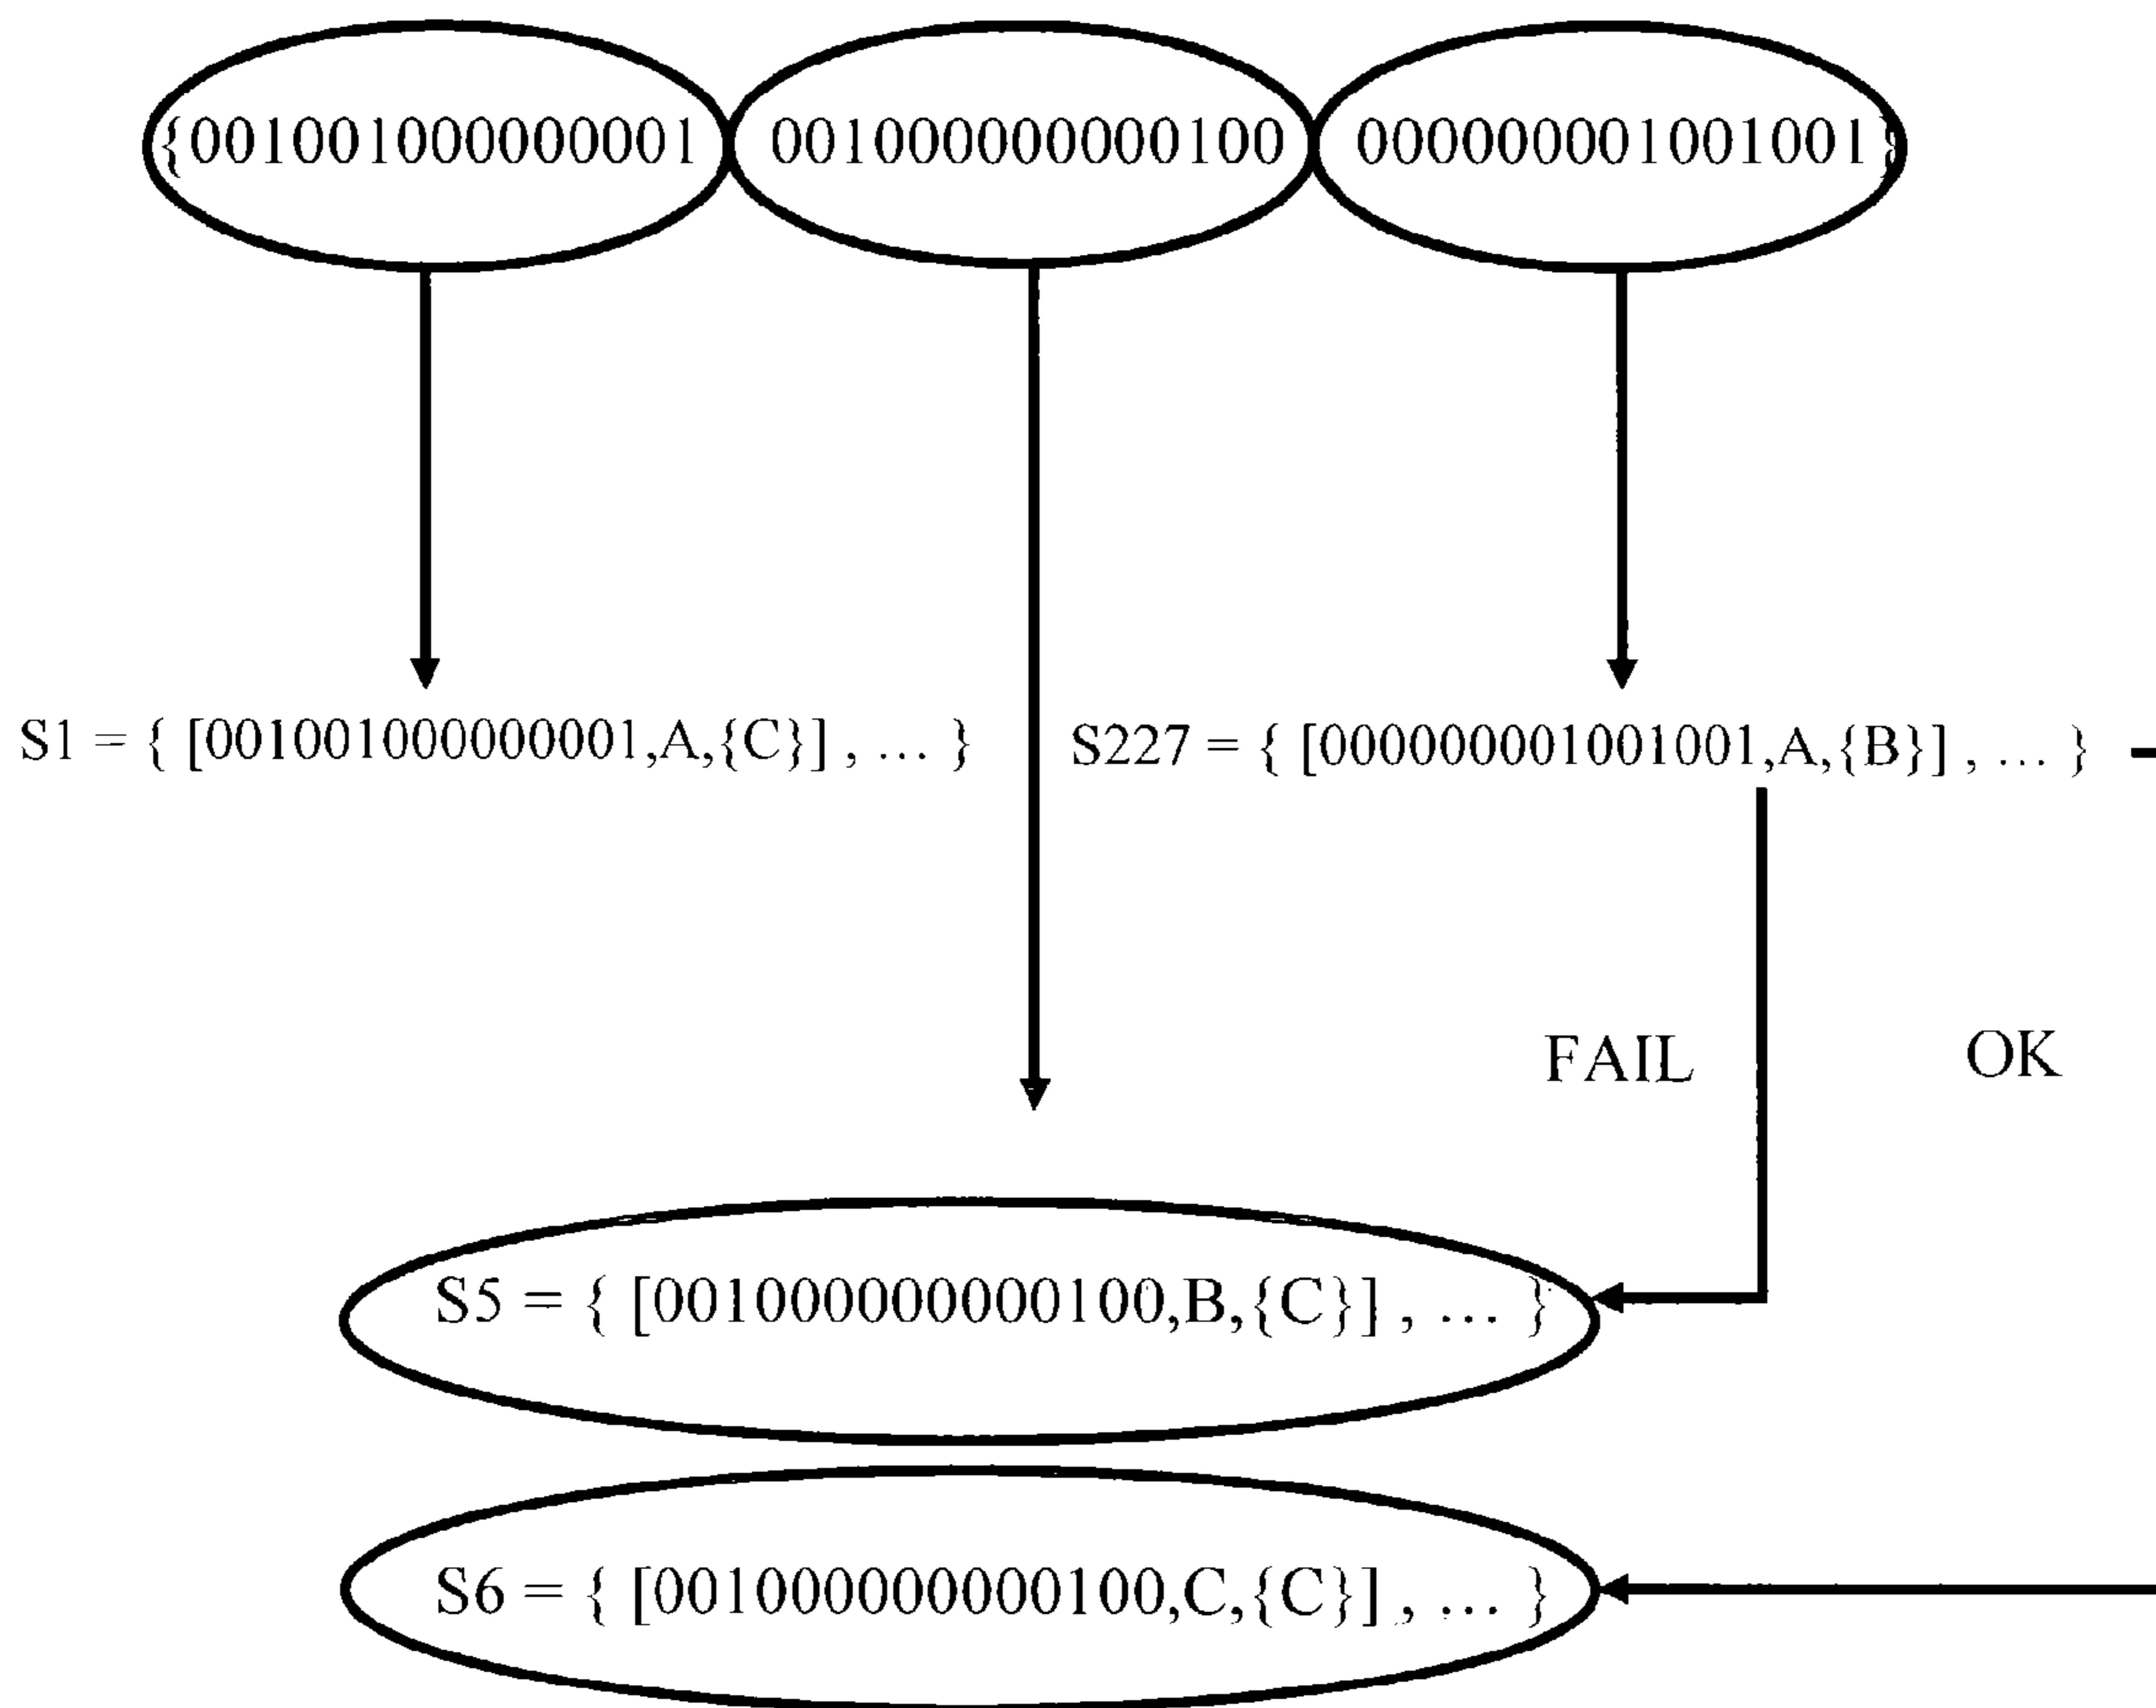 {001001000000001 001000000000100 000000001001001}
S1 = { [001001000000001,A,{C}] , ... } S227 = { [000000001001001,A,{B}] , ... }
FAIL OK
S5 = { [001000000000100,B,{C}] , ... }
S6 = { [001000000000100,C,{C}] , ... }